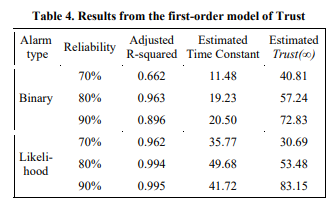 Table 4. Results from the first-order model of Trust
Alarm type Reliability Adjusted R-squared Estimated Time Constant Estimated Trust(∞)
Binary 70% 0.662 11.48 40.81
80% 0.963 19.23 57.24
90% 0.896 20.50 72.83
Likeli-hood 70% 0.962 35.77 30.69
80% 0.994 49.68 53.48
90% 0.995 41.72 83.15